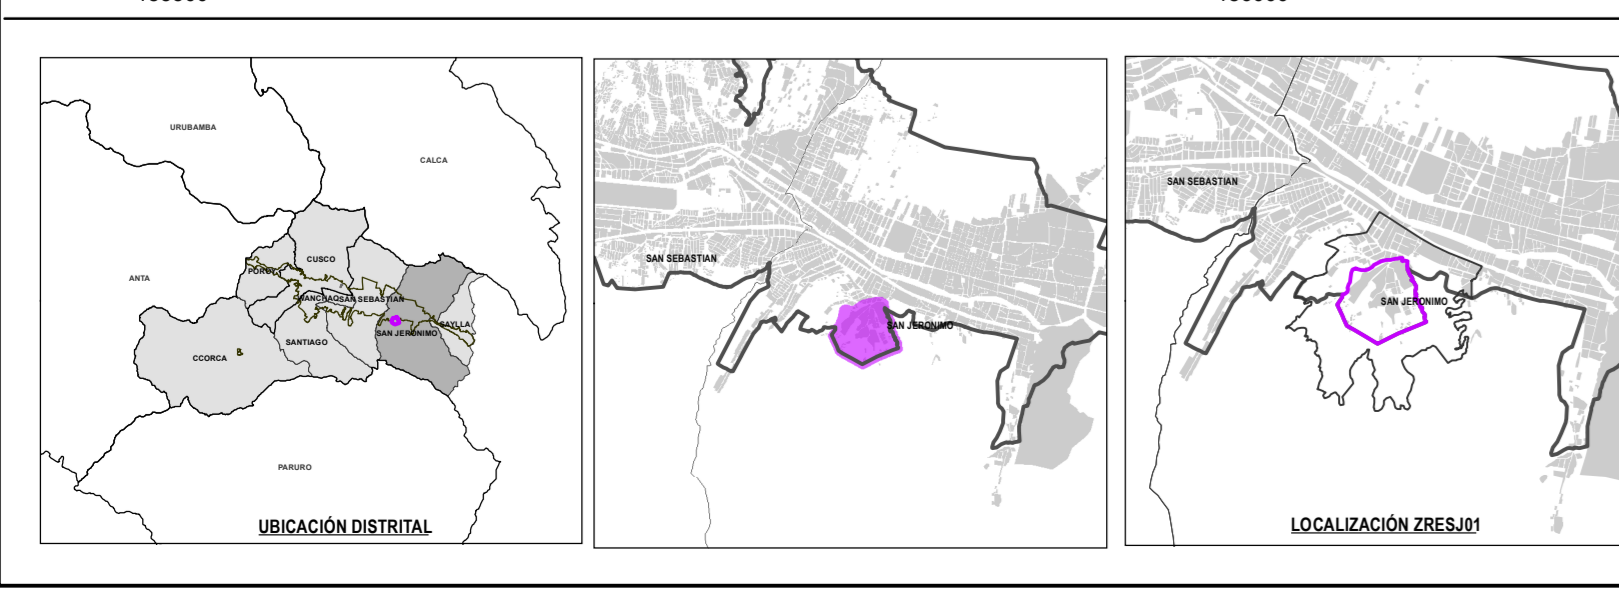 URUBAMBA
CALCA
ANTA
CUSCO
POROY
WANCHAQ
SAN SEBASTIAN
SAYLLA
SAN JERONIMO
SANTIAGO
CCORCA
PARURO
UBICACIÓN DISTRITAL
SAN SEBASTIAN
SAN JERONIMO
SAN SEBASTIAN
SAN JERONIMO
LOCALIZACIÓN ZRESJ01